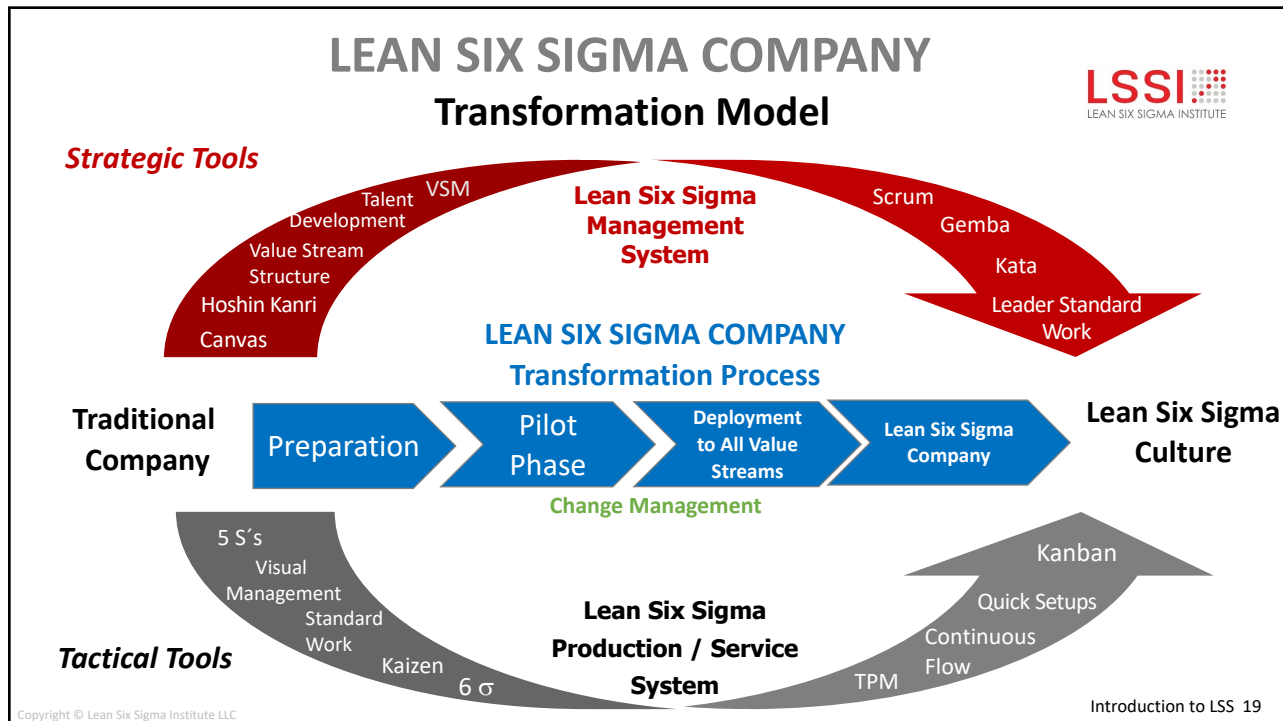 LEAN SIX SIGMA COMPANY
Transformation Model
LSSI
LEAN SIX SIGMA INSTITUTE
Strategic Tools
VSM
Talent
Development
Value Stream
Structure
Hoshin Kanri
Canvas
Lean Six Sigma
Management
System
Scrum
Gemba
Kata
Leader Standard
Work
LEAN SIX SIGMA COMPANY
Transformation Process
Traditional
Company
Preparation
Pilot
Phase
Deployment
to All Value
Streams
Lean Six Sigma
Company
Lean Six Sigma
Culture
Change Management
5 S´s
Visual
Management
Standard
Work
Kaizen
6 σ
Tactical Tools
Lean Six Sigma
Production / Service
System
Kanban
Quick Setups
Continuous
Flow
TPM
Copyright © Lean Six Sigma Institute LLC
Introduction to LSS 19